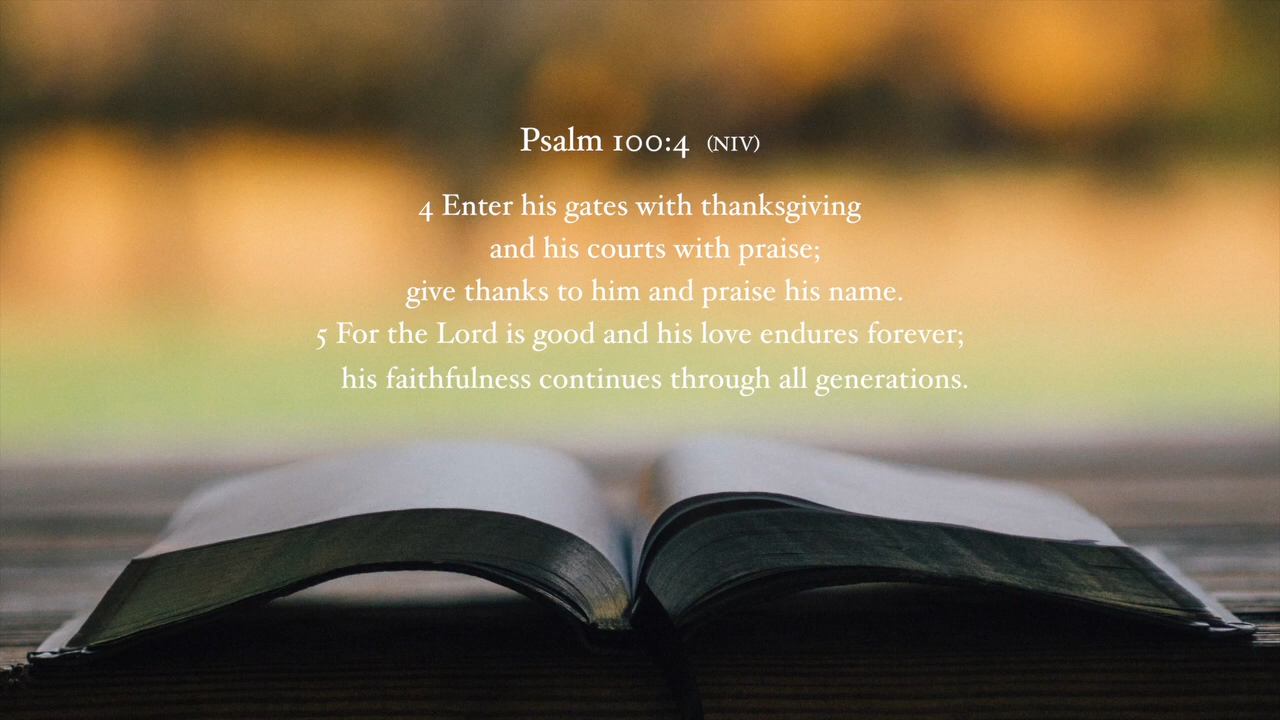 Psalm 100:4 (NIV)
4 Enter his gates with thanksgiving
and his courts with praise;
give thanks to him and praise his name.
5 For the Lord is good and his love endures forever;
his faithfulness continues through all generations.